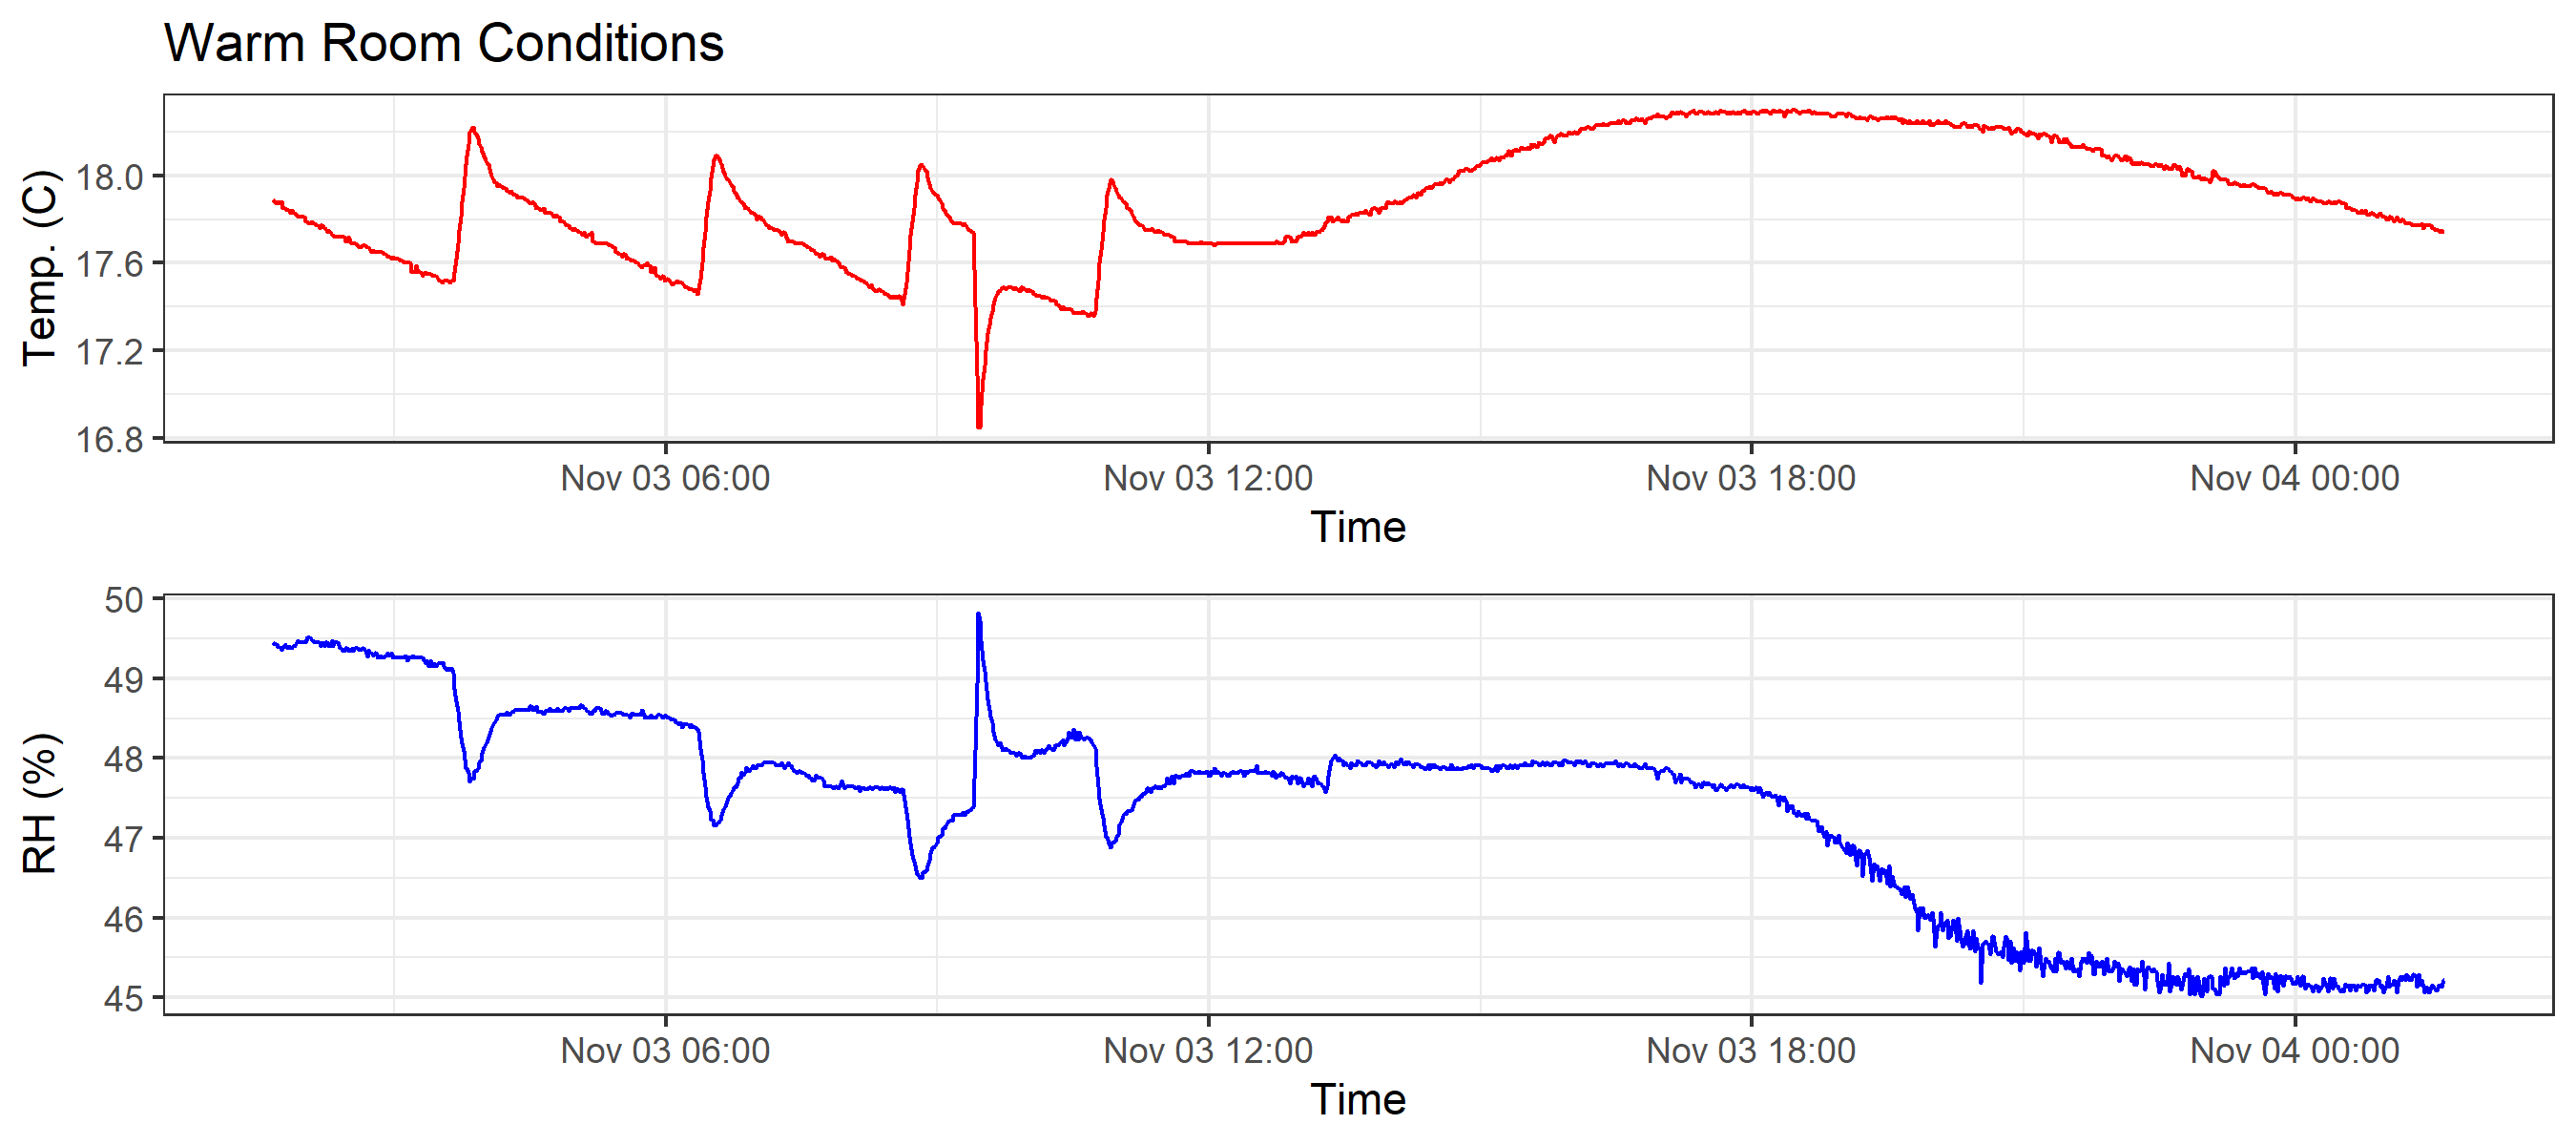 Warm Room Conditions
Temp. (C)
18.0
17.6
17.2
16.8
Nov 03 06:00 Nov 03 12:00 Nov 03 18:00 Nov 04 00:00
Time
RH (%)
50
49
48
47
46
45
Nov 03 06:00 Nov 03 12:00 Nov 03 18:00 Nov 04 00:00
Time